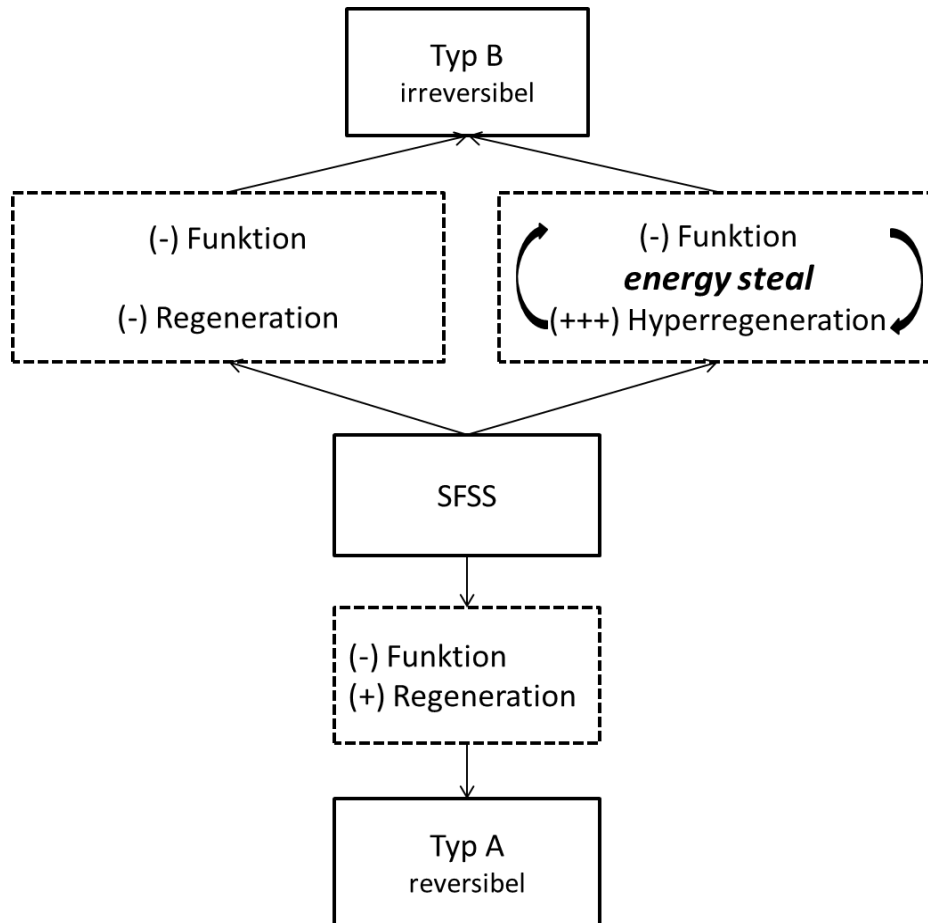 Typ B
irreversibel
(-) Funktion
(-) Regeneration
(-) Funktion
energy steal
(+++) Hyperregeneration
SFSS
(-) Funktion
(+) Regeneration
Typ A
reversibel